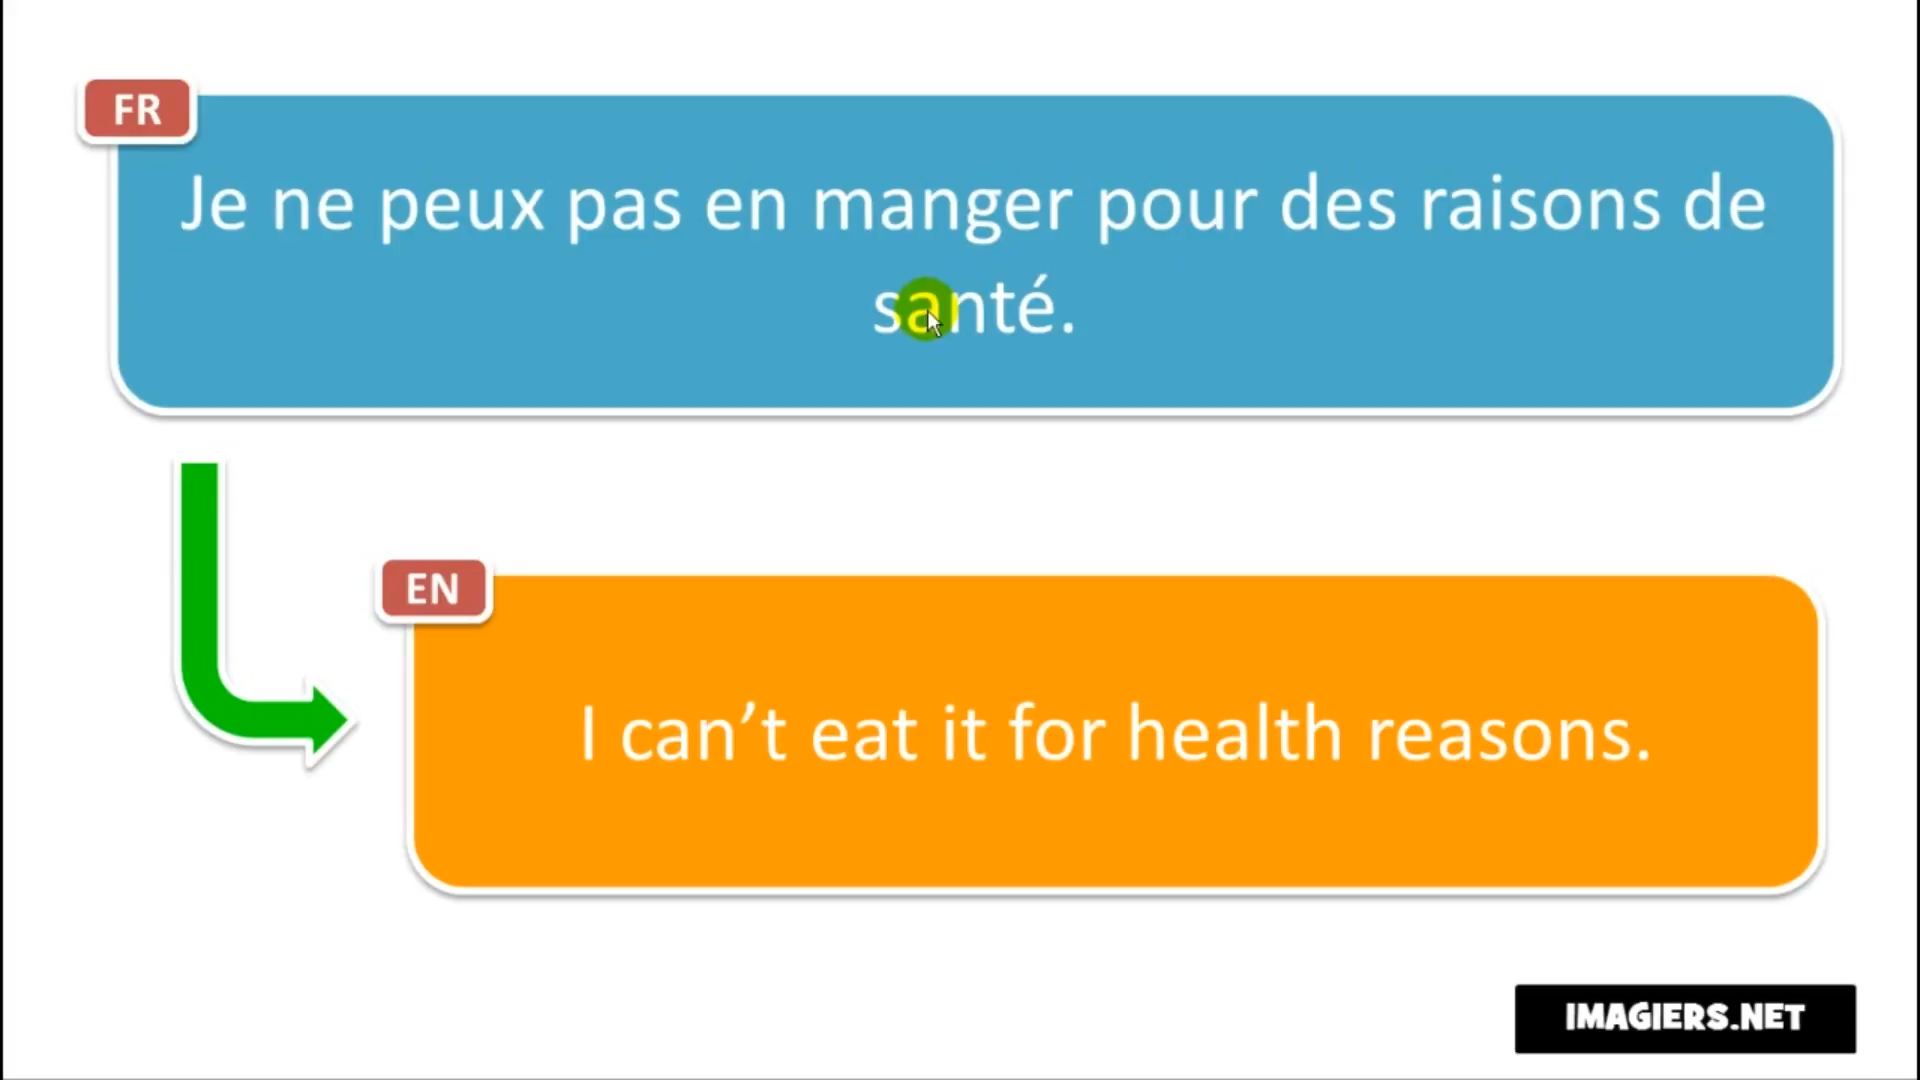 FR
Je ne peux pas en manger pour des raisons de
santé.
EN
I can’t eat it for health reasons.
IMAGIERS.NET